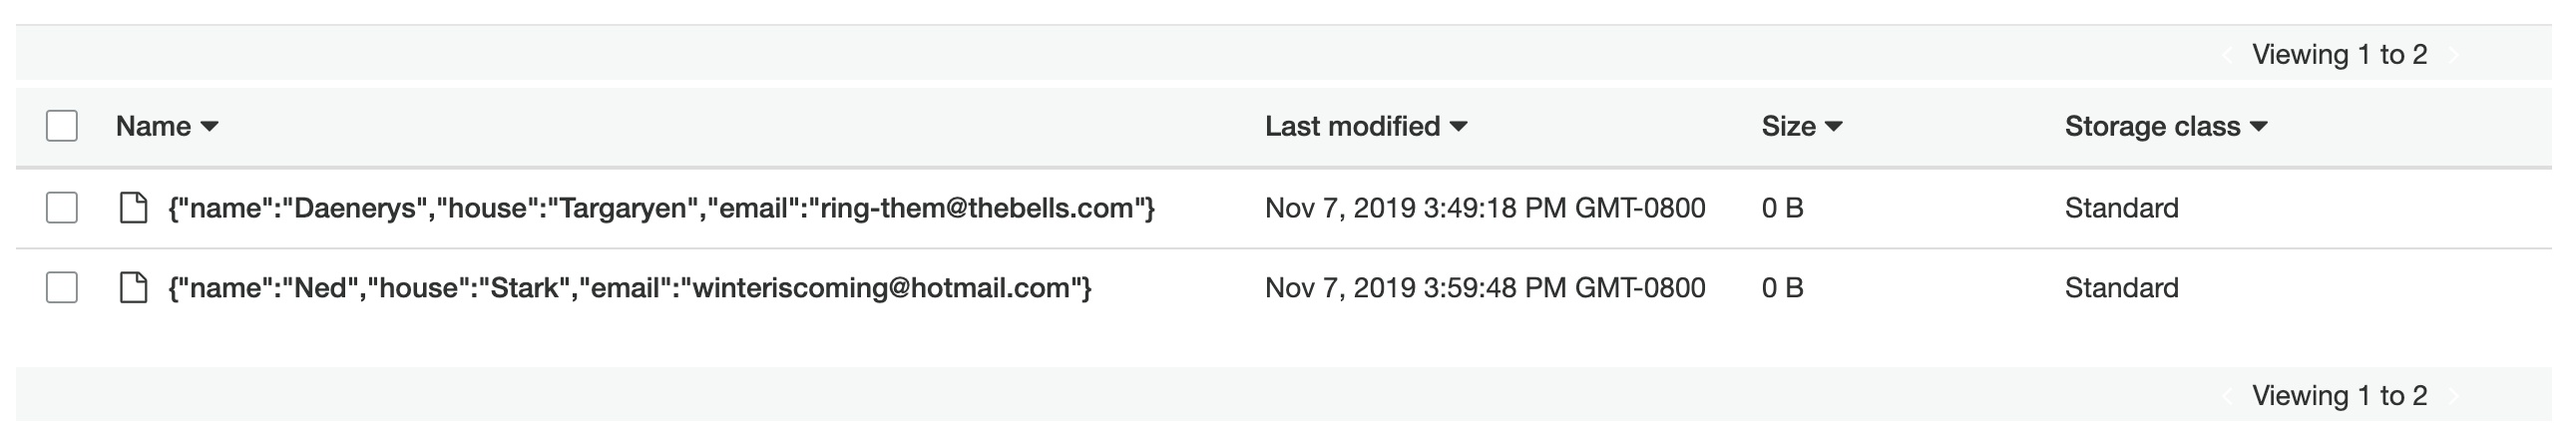 Viewing 1 to 2
Name Last modified Size Storage class
{"name":"Daenerys","house":"Targaryen","email":"ring-them@thebells.com"} Nov 7, 2019 3:49:18 PM GMT-0800 0 B Standard
{"name":"Ned","house":"Stark","email":"winteriscoming@hotmail.com"} Nov 7, 2019 3:59:48 PM GMT-0800 0 B Standard
Viewing 1 to 2